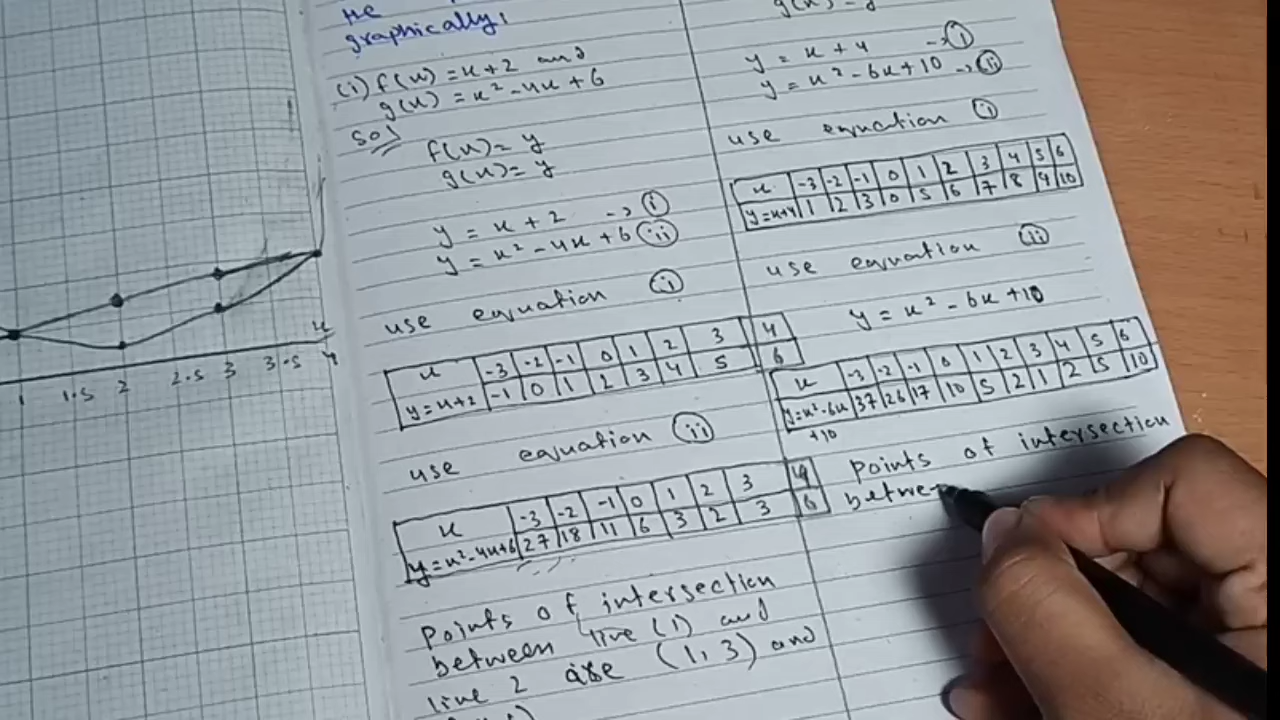 the
graphically.
(i) f(x) = x+2 and
g(x) = x² - 4x + 6
Sol
f(x) = y
g(x) = y
y = x + 2 → (i)
y = x² - 4x + 6 (ii)
use equation (i)
x -3 -2 -1 0 1 2 3 4
y = x+2 -1 0 1 2 3 4 5 6
use equation (ii)
x -3 -2 -1 0 1 2 3 4
y = x² - 4x+6 27 18 11 6 3 2 3 6
Points of intersection
between line (1) and
line 2 are (1, 3) and
y = x + 4 → (i)
y = x² - 6x + 10 → (ii)
use equation (i)
x -3 -2 -1 0 1 2 3 4 5 6
y = x+4 1 2 3 0 5 6 7 8 9 10
use equation (ii)
y = x² - 6x + 10
x -3 -2 -1 0 1 2 3 4 5 6
y = x² - 6x 37 26 17 10 5 2 1 2 5 10
+10
Points of intersection
betwe
1 1.5 2 2.5 3 3.5 4
x